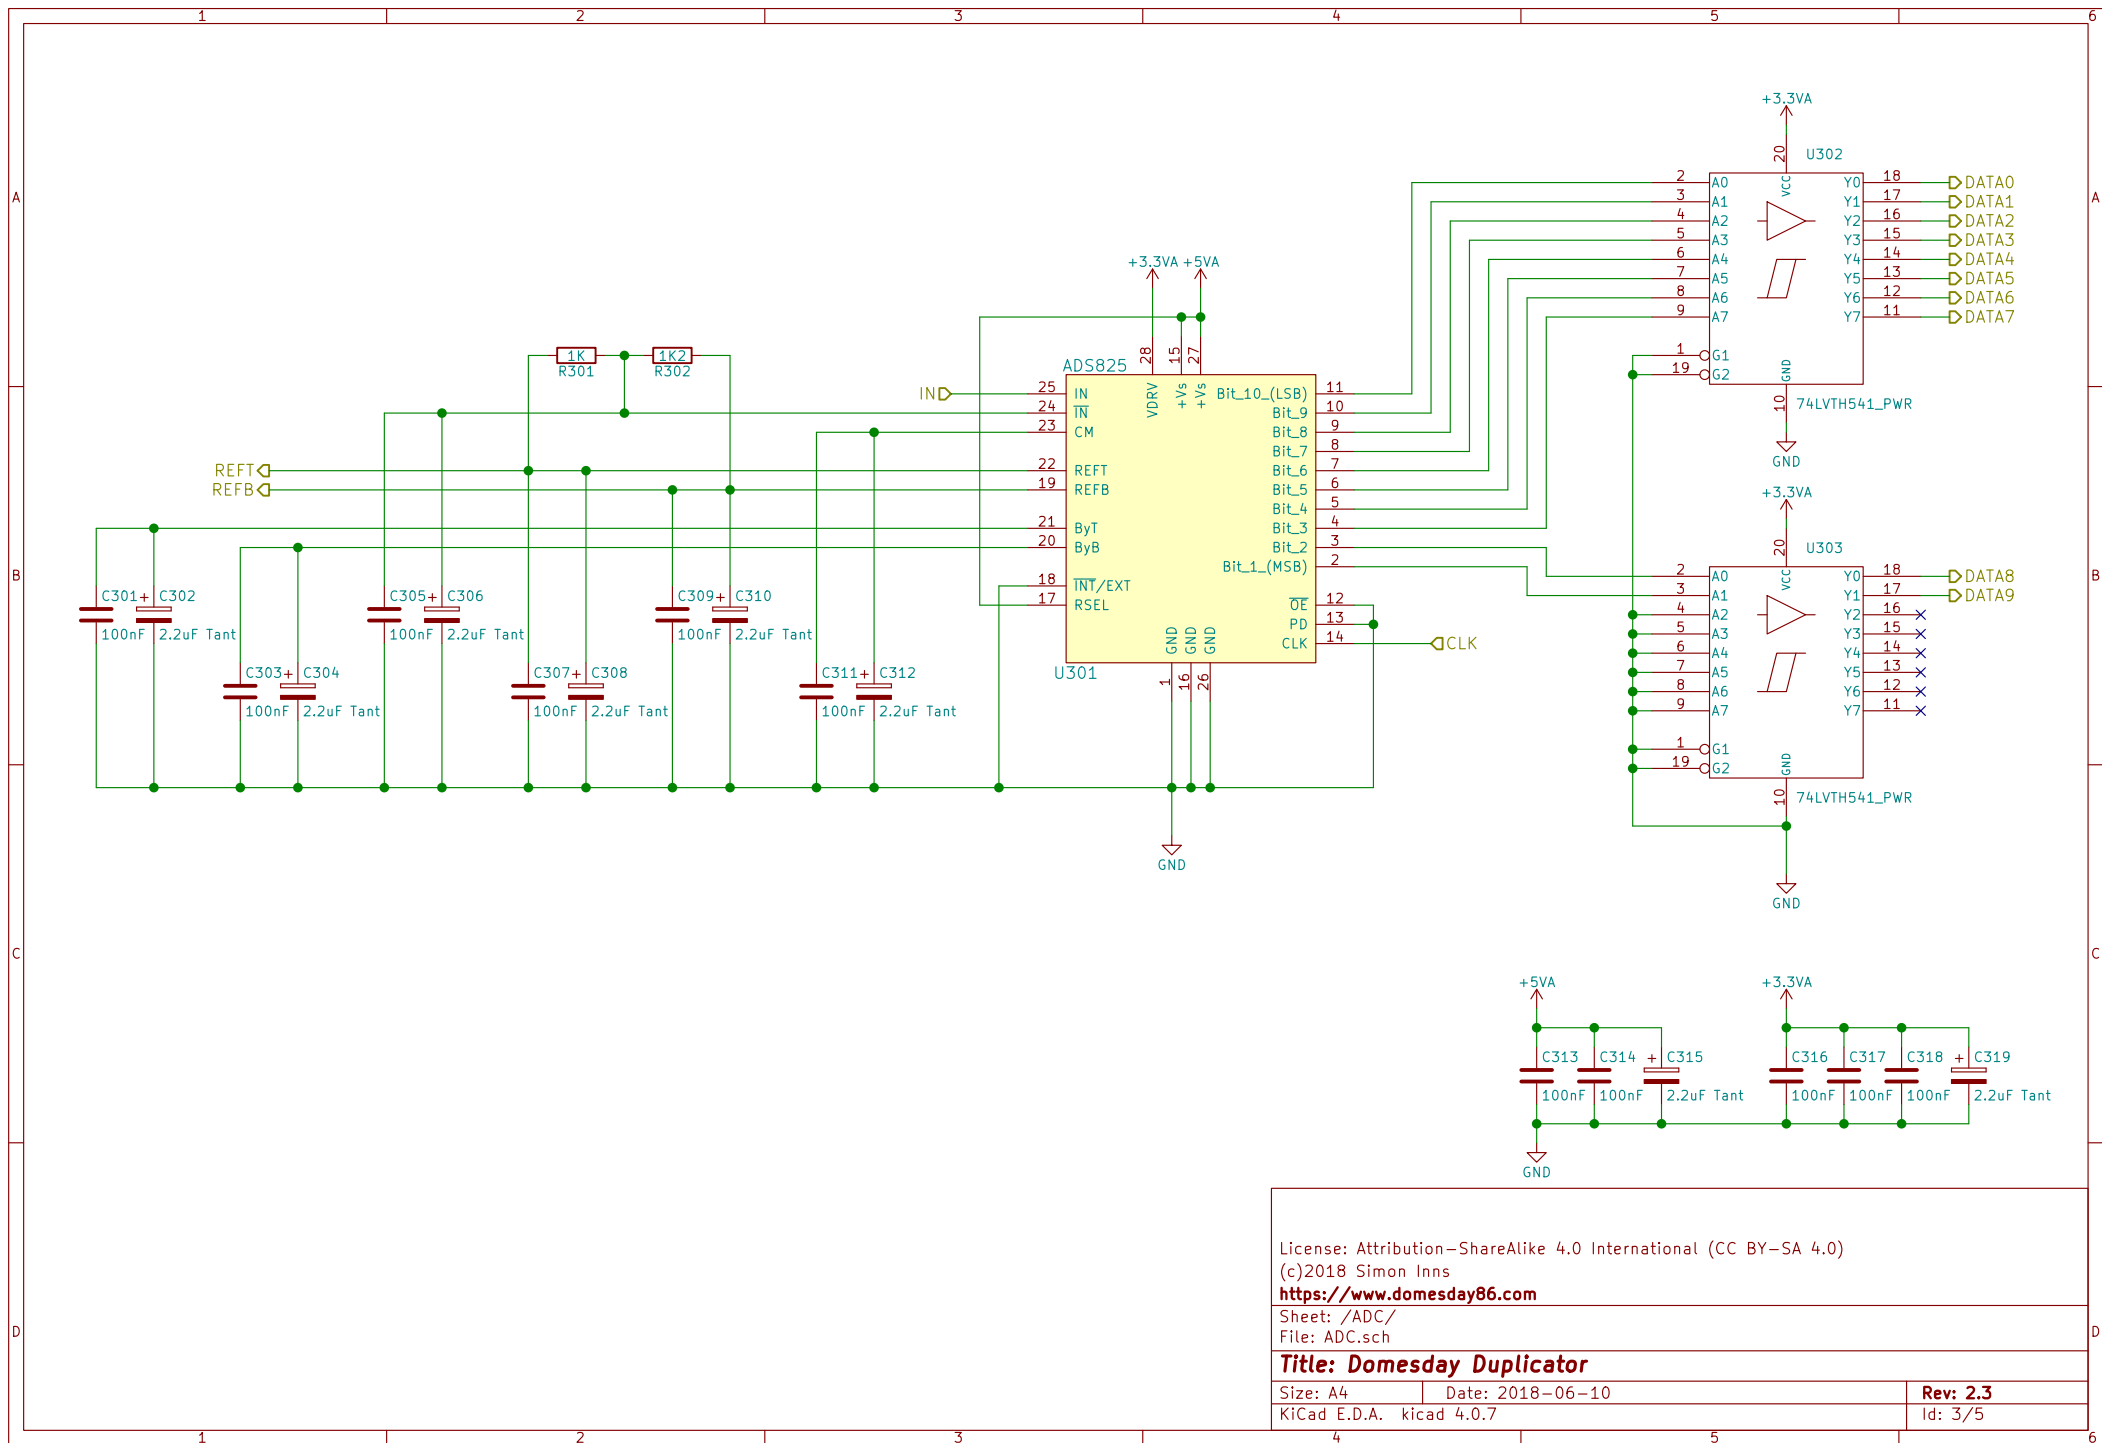 1 2 3 4 5 6
A
A
B
B
C
C
D
D
+3.3VA
20
U302
VCC
2 A0 Y0 18 DATA0
3 A1 Y1 17 DATA1
4 A2 Y2 16 DATA2
5 A3 Y3 15 DATA3
6 A4 Y4 14 DATA4
7 A5 Y5 13 DATA5
8 A6 Y6 12 DATA6
9 A7 Y7 11 DATA7
1 G1
19 G2
GND
10
74LVTH541_PWR
GND
+3.3VA +5VA
28 15 27
ADS825
VDRV +Vs +Vs
1K 1K2
R301 R302
IN 25 IN Bit_10_(LSB) 11
24 IN Bit_9 10
23 CM Bit_8 9
Bit_7 8
REFT 22 REFT Bit_6 7
REFB 19 REFB Bit_5 6
Bit_4 5
21 ByT Bit_3 4
20 ByB Bit_2 3
Bit_1_(MSB) 2
18 INT/EXT
17 RSEL OE 12
PD 13
CLK 14 CLK
GND GND GND
U301
1 16 26
GND
C301 + C302
100nF 2.2uF Tant
C303 + C304
100nF 2.2uF Tant
C305 + C306
100nF 2.2uF Tant
C307 + C308
100nF 2.2uF Tant
C309 + C310
100nF 2.2uF Tant
C311 + C312
100nF 2.2uF Tant
+3.3VA
20
U303
VCC
2 A0 Y0 18 DATA8
3 A1 Y1 17 DATA9
4 A2 Y2 16
5 A3 Y3 15
6 A4 Y4 14
7 A5 Y5 13
8 A6 Y6 12
9 A7 Y7 11
1 G1
19 G2
GND
10
74LVTH541_PWR
GND
+5VA +3.3VA
C313 C314 + C315 C316 C317 C318 + C319
100nF 100nF 2.2uF Tant 100nF 100nF 100nF 2.2uF Tant
GND
License: Attribution-ShareAlike 4.0 International (CC BY-SA 4.0)
(c)2018 Simon Inns
https://www.domesday86.com
Sheet: /ADC/
File: ADC.sch
Title: Domesday Duplicator
Size: A4 Date: 2018-06-10 Rev: 2.3
KiCad E.D.A. kicad 4.0.7 Id: 3/5
1 2 3 4 5 6